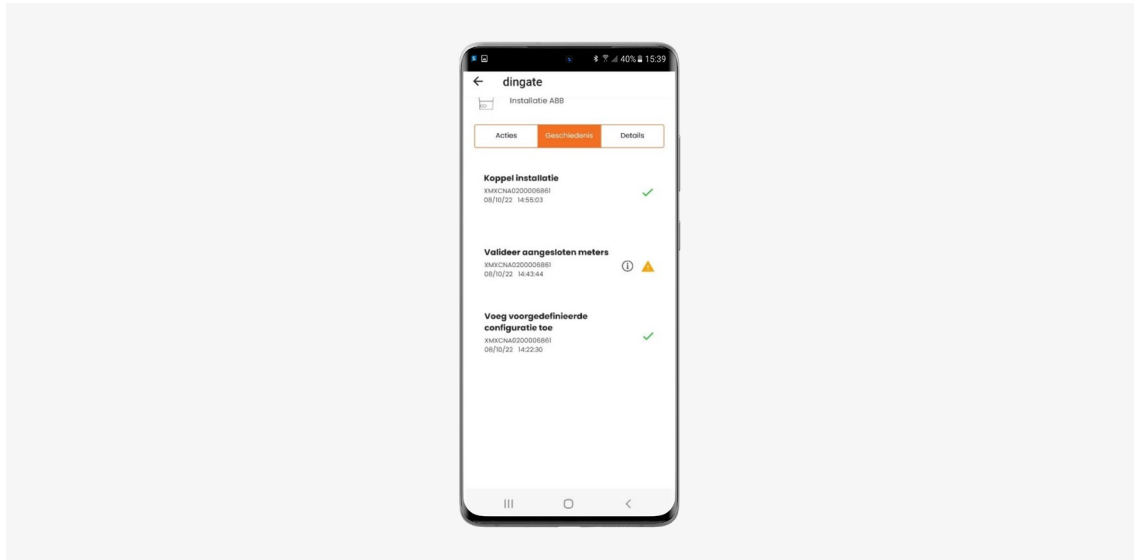 40% 15:39
dingate
Installatie ABB
Acties Geschiedenis Details
Koppel installatie
XMXCNA0200006861
08/10/22 14:55:03
Valideer aangesloten meters
XMXCNA0200006861
08/10/22 14:43:44
Voeg voorgedefinieerde
configuratie toe
XMXCNA0200006861
08/10/22 14:22:30